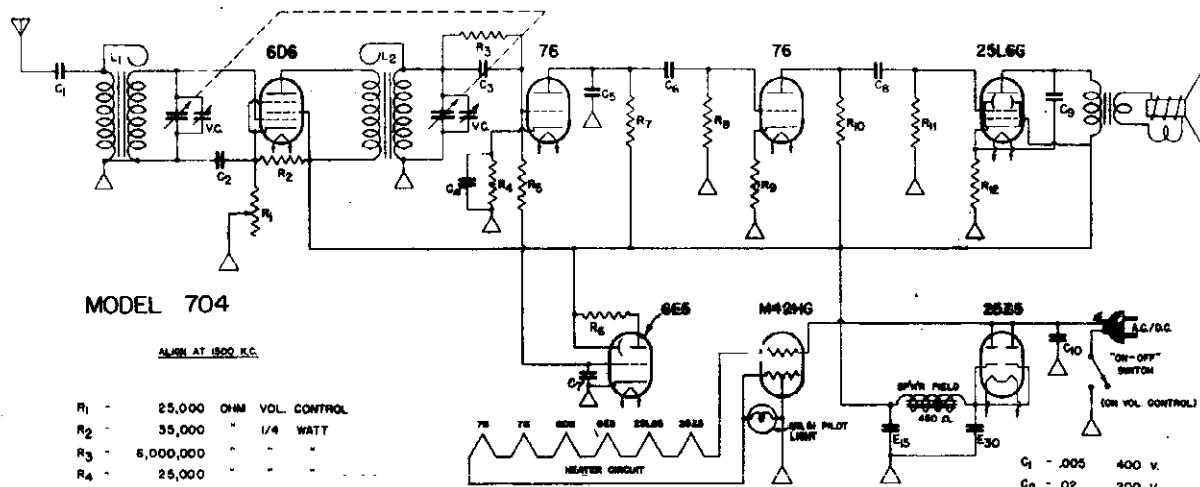 6D6
76
76
25L6G
L1
L2
R3
C1
V.C.
C3
V.C.
C5
C6
R7
R8
C8
R10
R11
C9
C2
R2
C4
R4
R5
R9
R12
R1
MODEL 704
6E5
M42HG
25Z5
R6
C7
C10
A.C./D.C.
"ON-OFF"
SWITCH
(ON VOL. CONTROL)
SP'K'R FIELD
450 Ω
E15
E30
PILOT
LIGHT
76 76 6D6 6E5 25L6G 25Z5
HEATER CIRCUIT
ALIGN AT 1500 K.C.
R1 - 25,000 OHM VOL. CONTROL
R2 - 35,000 " 1/4 WATT
R3 - 6,000,000 " " "
R4 - 25,000 " "
C1 - .005 400 V.
C2 - .02 200 V.